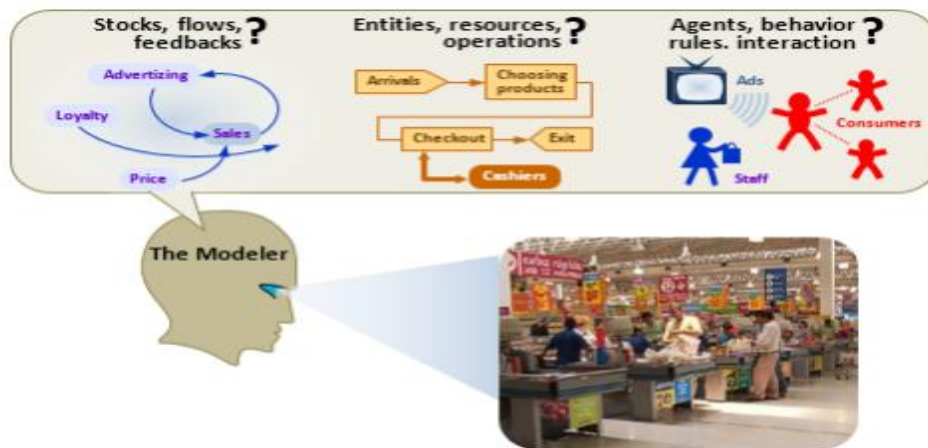 Stocks, flows,
feedbacks ?
Entities, resources,
operations ?
Agents, behavior
rules. interaction ?
Advertizing
Loyalty
Sales
Price
Arrivals
Choosing
products
Checkout
Exit
Cashiers
Ads
Consumers
Staff
The Modeler